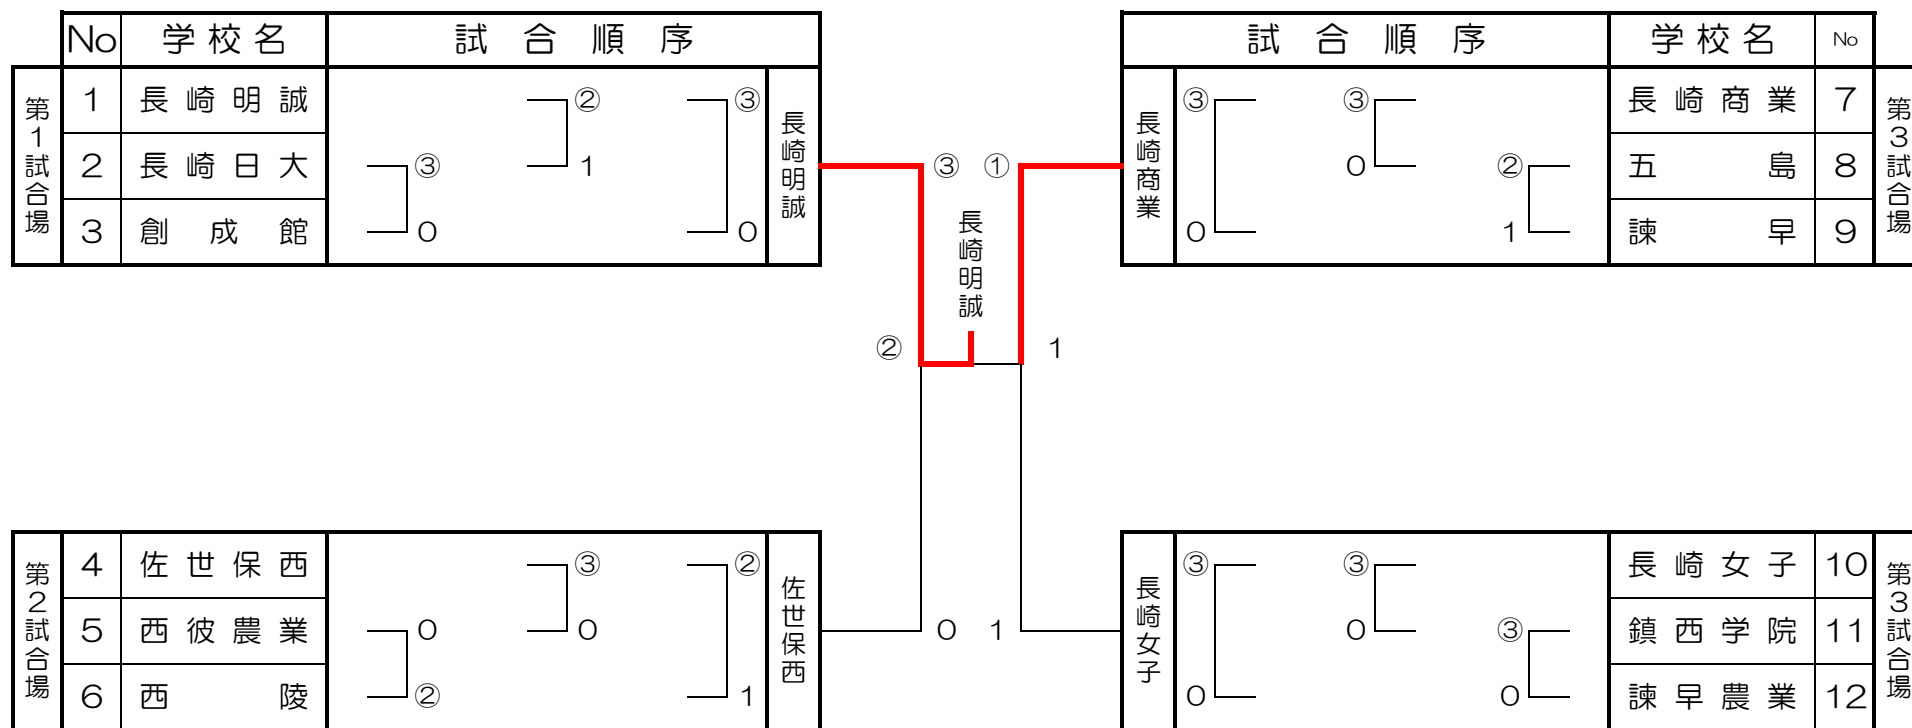 No 学校名 試合順序
第1試合場
1 長崎明誠 ② ③
2 長崎日大 ③ 1
3 創成館 0 0
長崎明誠
試合順序 学校名 No
長崎商業
③ ③ 長崎商業 7
0 ② 五島 8
0 1 諫早 9
第3試合場
③ ①
長崎明誠
② 1
第2試合場
4 佐世保西 ③ ②
5 西彼農業 0 0
6 西陵 ② 1
佐世保西
0 1
長崎女子
③ ③ 長崎女子 10
0 ③ 鎮西学院 11
0 0 諫早農業 12
第3試合場